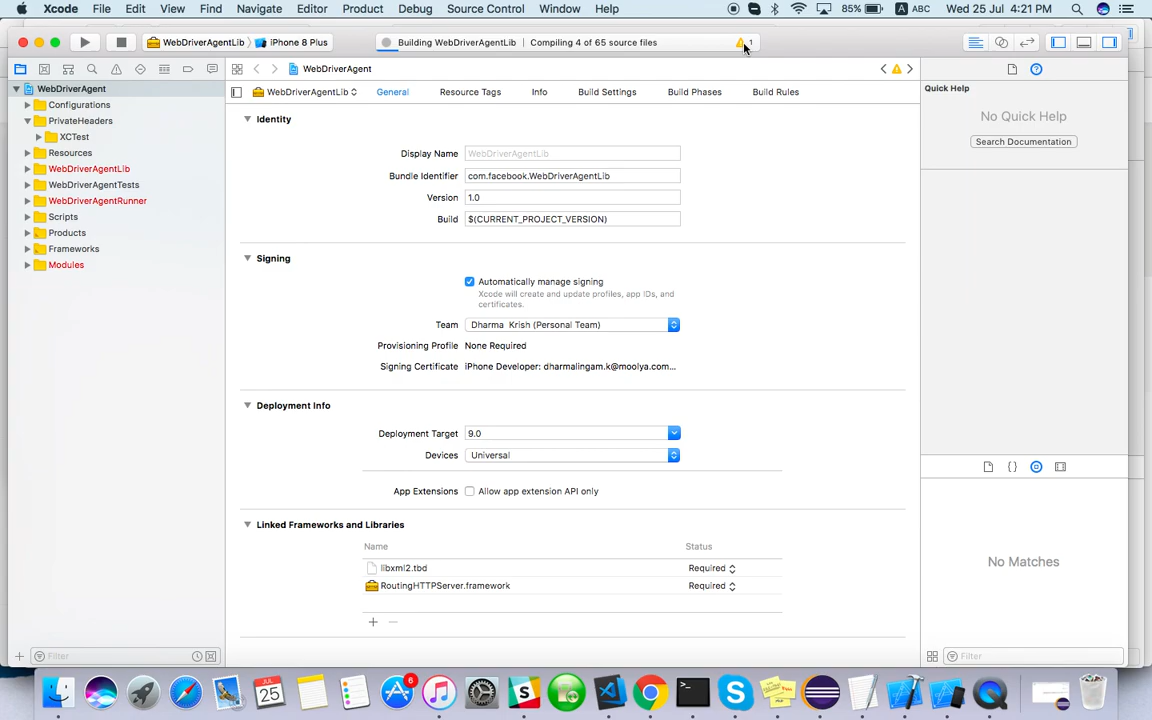 Xcode File Edit View Find Navigate Editor Product Debug Source Control Window Help 85% A ABC Wed 25 Jul 4:21 PM
WebDriverAgentLib iPhone 8 Plus Building WebDriverAgentLib Compiling 4 of 65 source files 1
WebDriverAgent
Quick Help
No Quick Help
Search Documentation
No Matches
WebDriverAgent
Configurations
PrivateHeaders
XCTest
Resources
WebDriverAgentLib
WebDriverAgentTests
WebDriverAgentRunner
Scripts
Products
Frameworks
Modules
WebDriverAgentLib General Resource Tags Info Build Settings Build Phases Build Rules
Identity
Display Name WebDriverAgentLib
Bundle Identifier com.facebook.WebDriverAgentLib
Version 1.0
Build $(CURRENT_PROJECT_VERSION)
Signing
Automatically manage signing
Xcode will create and update profiles, app IDs, and
certificates.
Team Dharma Krish (Personal Team)
Provisioning Profile None Required
Signing Certificate iPhone Developer: dharmalingam.k@moolya.com...
Deployment Info
Deployment Target 9.0
Devices Universal
App Extensions Allow app extension API only
Linked Frameworks and Libraries
Name Status
libxml2.tbd Required
RoutingHTTPServer.framework Required
Filter
Filter
6
JUL
25